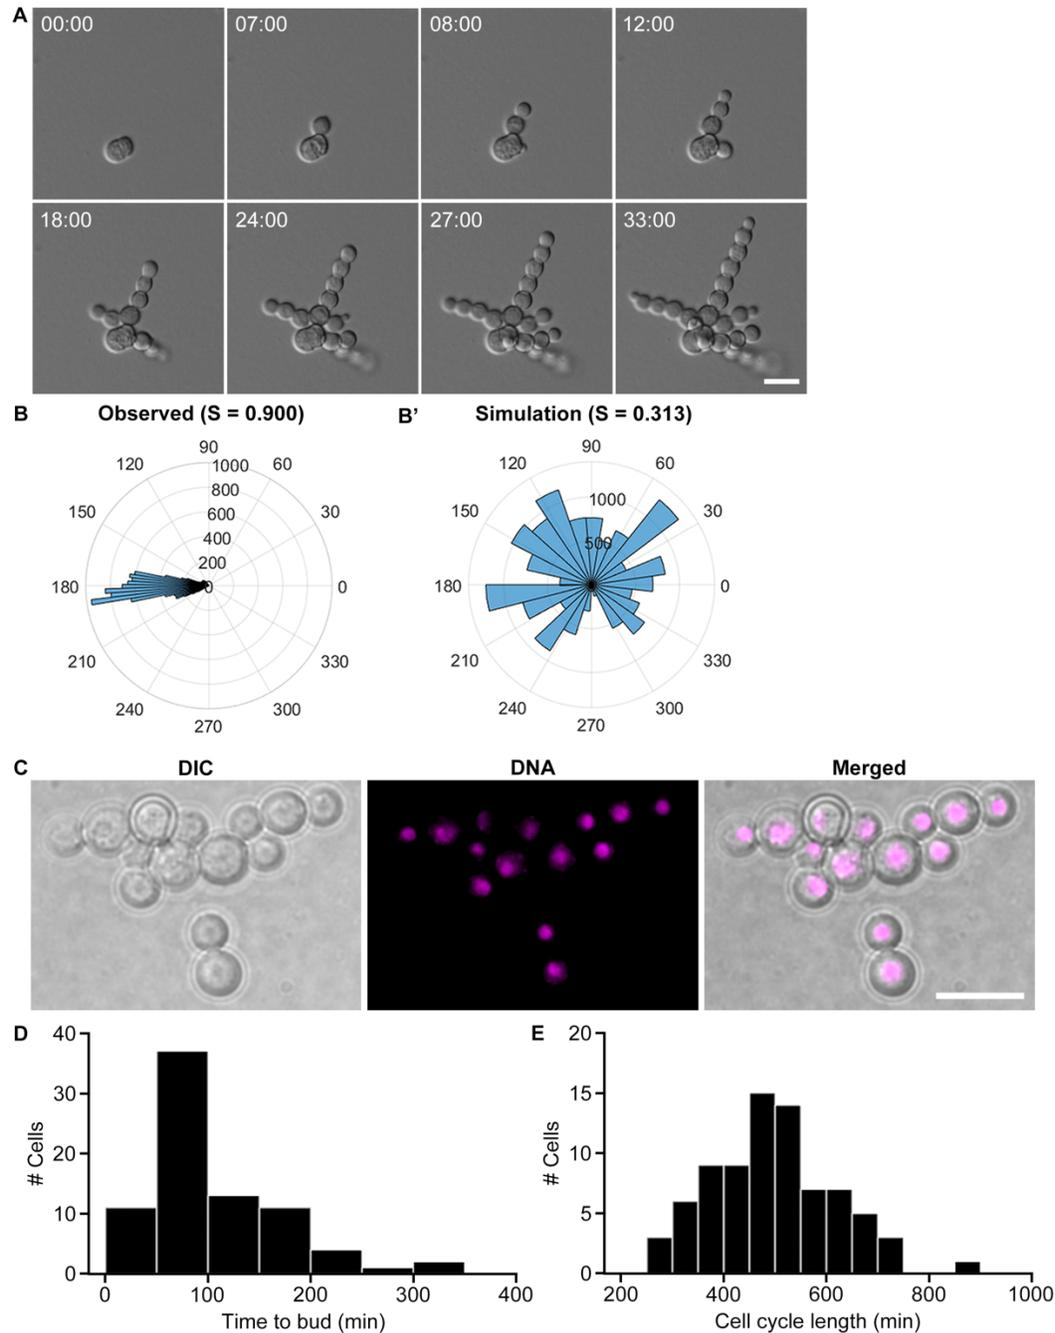 A
00:00 07:00 08:00 12:00
18:00 24:00 27:00 33:00
B Observed (S = 0.900) B' Simulation (S = 0.313)
90
120 1000 60
800
150 600 30
400
200
180 0 0
210 330
240 300
270
90
120 60
1000
150 30
500
180 0
210 330
240 300
270
C DIC DNA Merged
D
40
30
20
10
0
# Cells
0 100 200 300 400
Time to bud (min)
E
20
15
10
5
0
# Cells
200 400 600 800 1000
Cell cycle length (min)